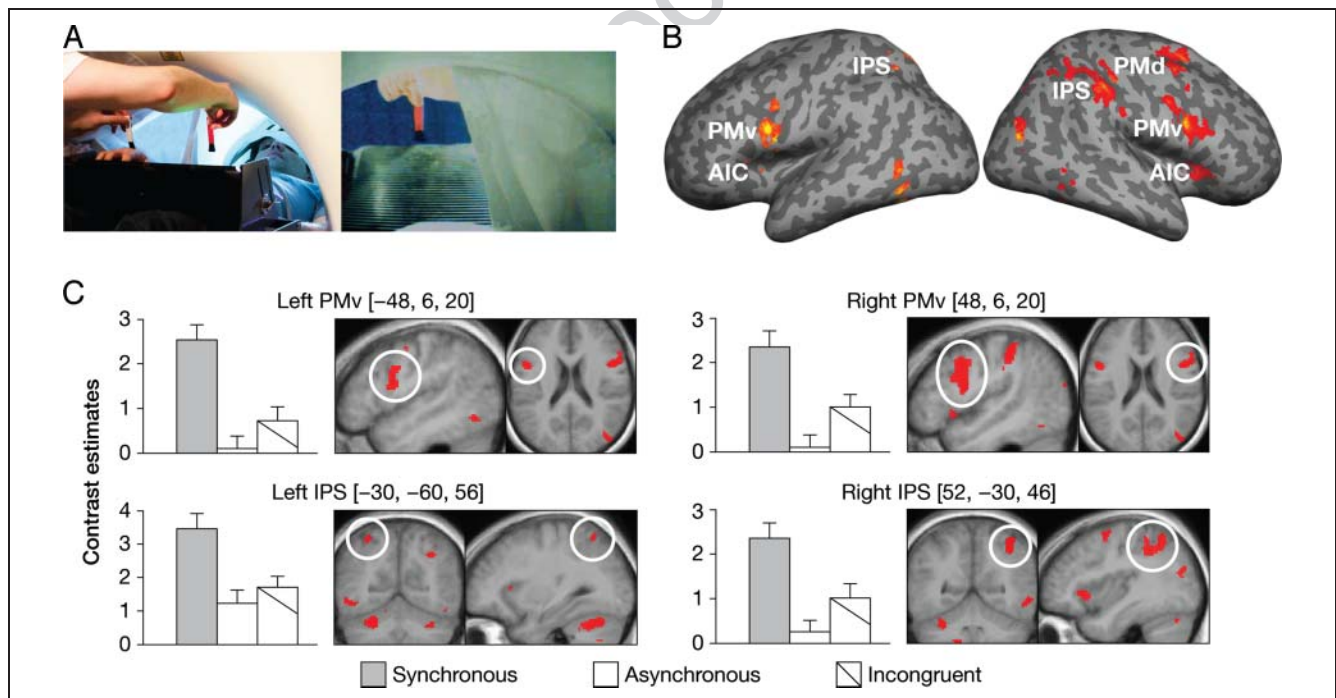 A
B
IPS
PMv
AIC
PMd
IPS
PMv
AIC
C
Contrast estimates
Left PMv [−48, 6, 20]
3
2
1
0
Right PMv [48, 6, 20]
3
2
1
0
Left IPS [−30, −60, 56]
4
3
2
1
0
Right IPS [52, −30, 46]
3
2
1
0
Synchronous
Asynchronous
Incongruent